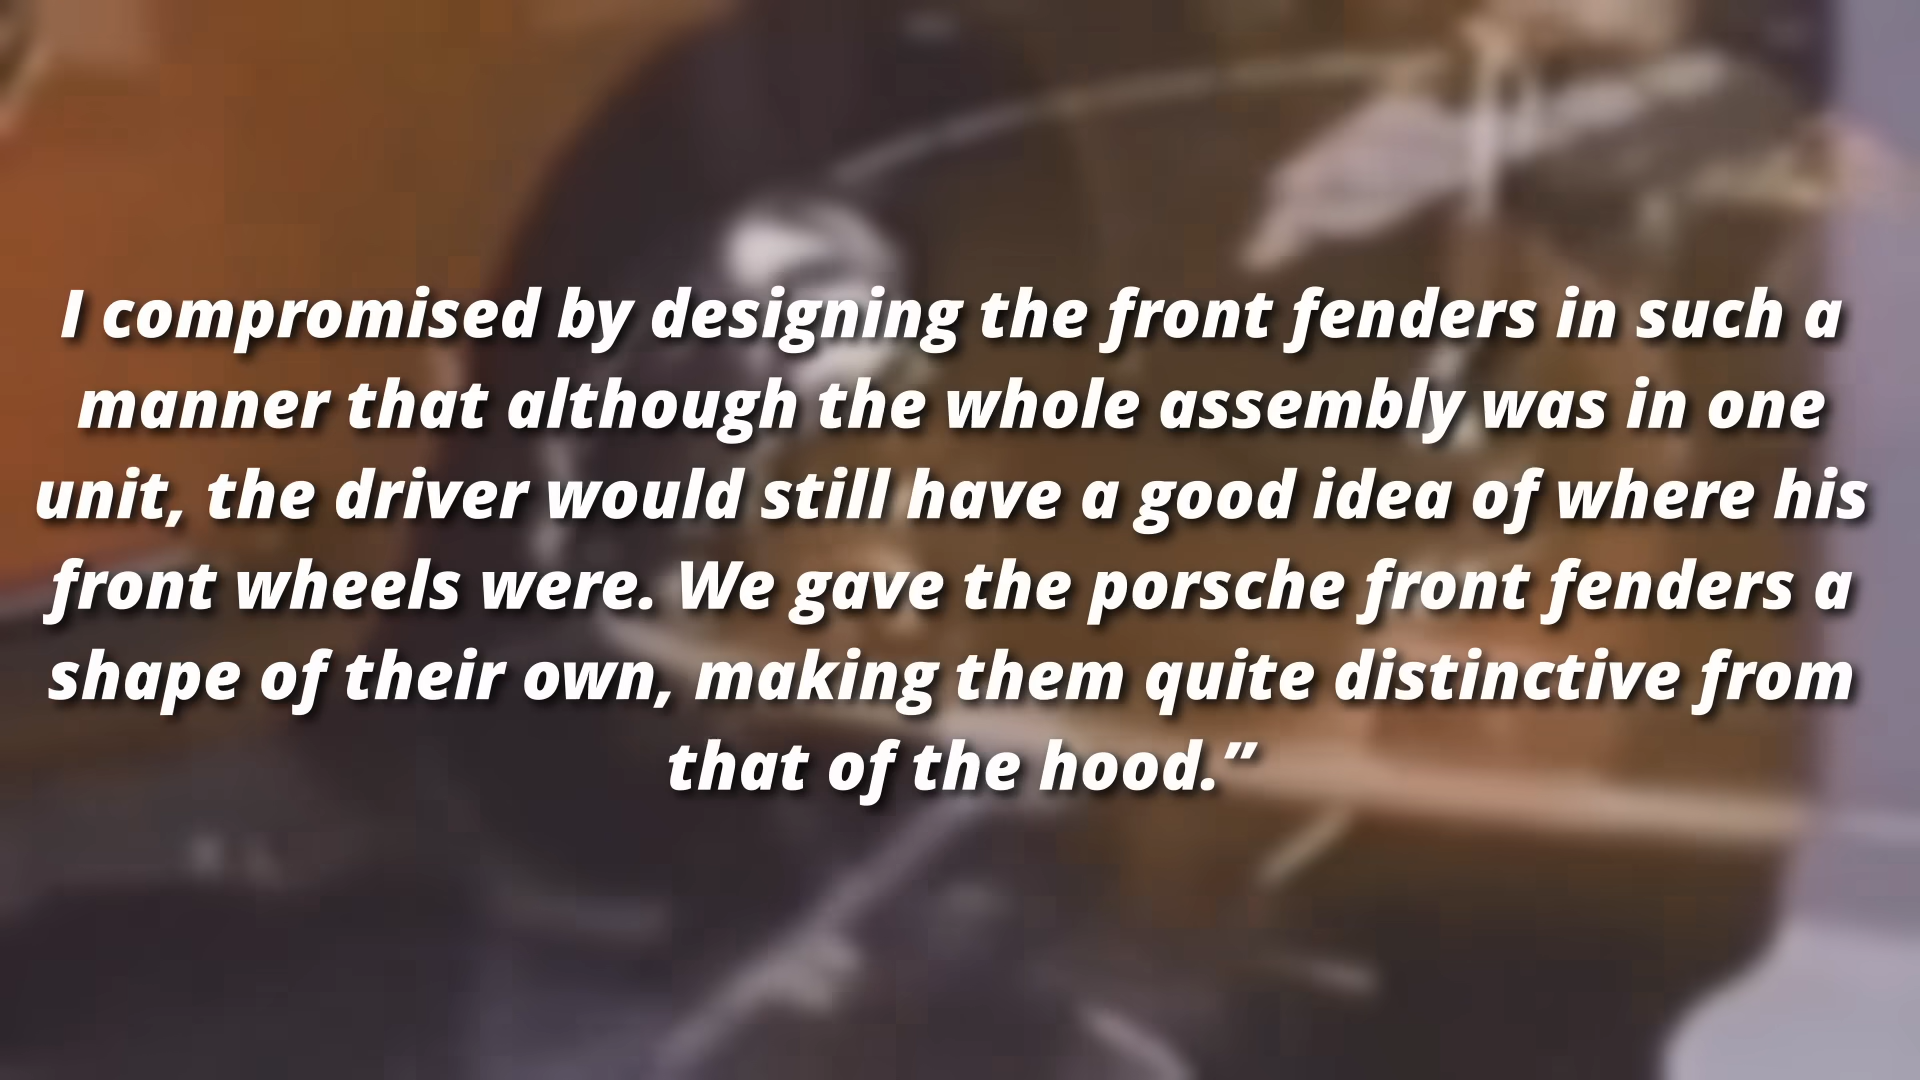 I compromised by designing the front fenders in such a
manner that although the whole assembly was in one
unit, the driver would still have a good idea of where his
front wheels were. We gave the porsche front fenders a
shape of their own, making them quite distinctive from
that of the hood.”